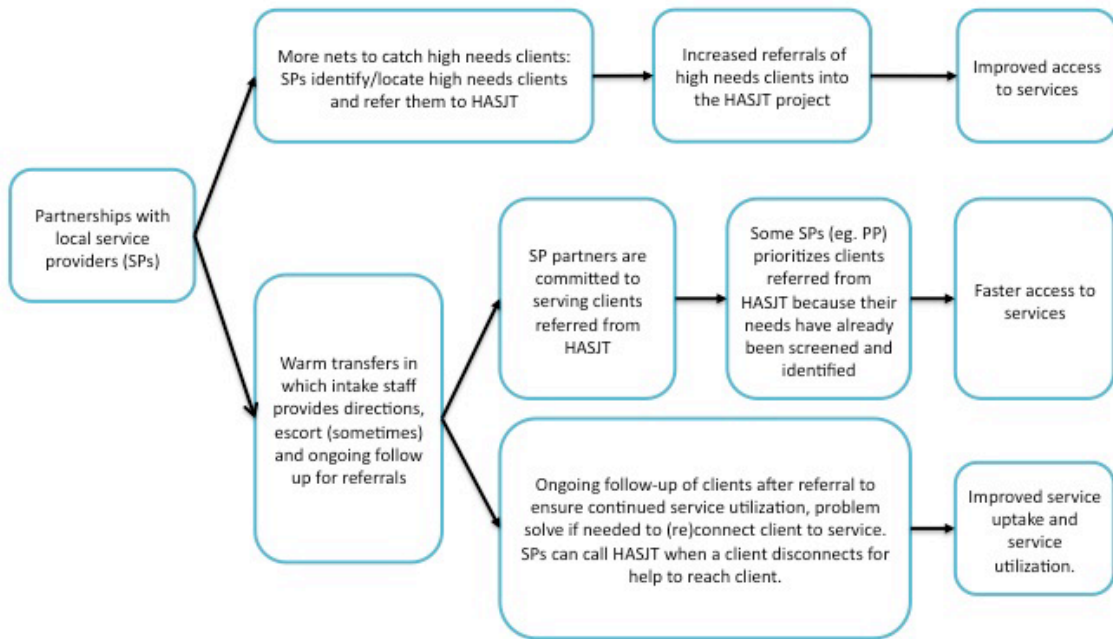 More nets to catch high needs clients:
SPs identify/locate high needs clients
and refer them to HASJT
Increased referrals of
high needs clients into
the HASJT project
Improved access
to services
Partnerships with
local service
providers (SPs)
SP partners are
committed to
serving clients
referred from
HASJT
Some SPs (eg. PP)
prioritizes clients
referred from
HASJT because their
needs have already
been screened and
identified
Faster access to
services
Warm transfers in
which intake staff
provides directions,
escort (sometimes)
and ongoing follow
up for referrals
Ongoing follow-up of clients after referral to
ensure continued service utilization, problem
solve if needed to (re)connect client to service.
SPs can call HASJT when a client disconnects for
help to reach client.
Improved service
uptake and
service
utilization.